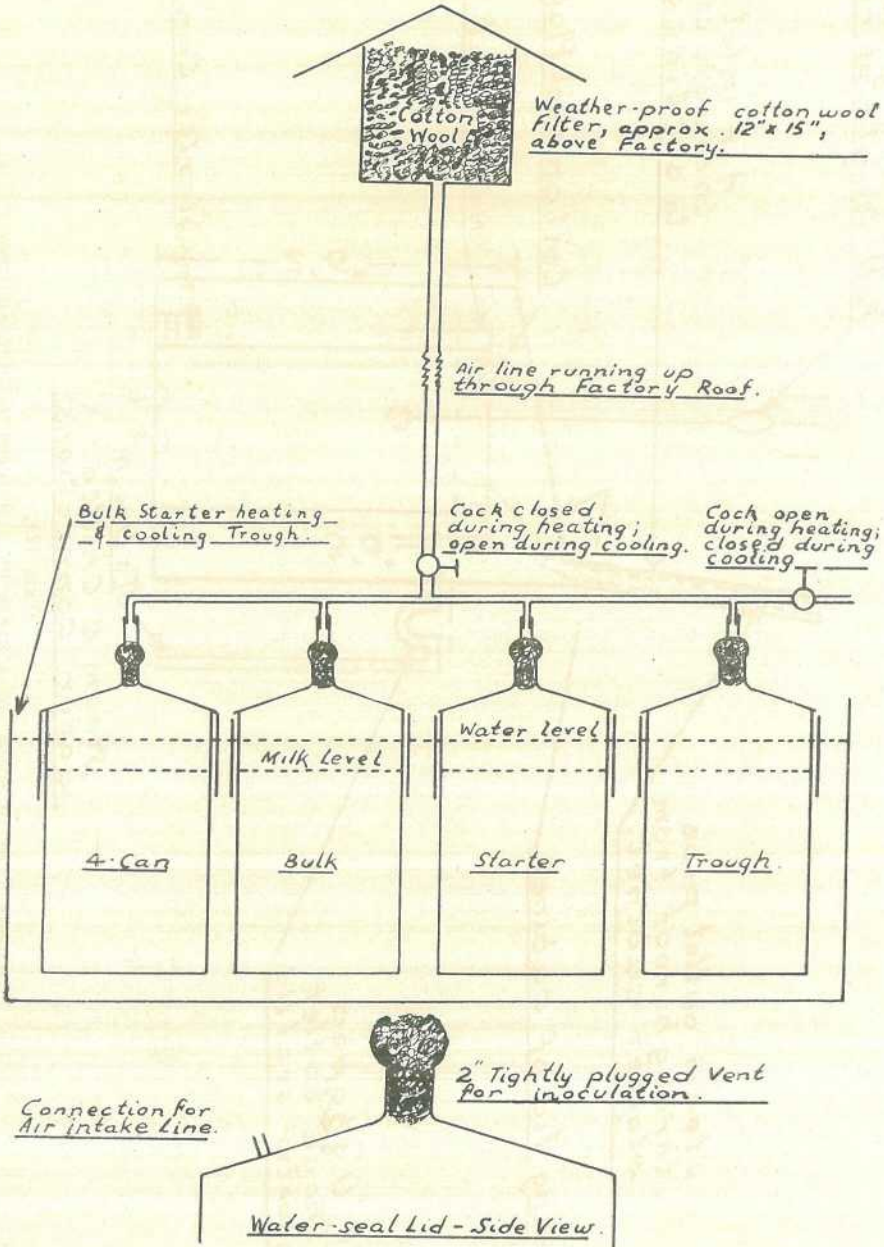 Cotton
Wool
Weather-proof cotton wool
Filter, approx. 12"x 15",
above Factory.
Air line running up
through Factory Roof.
Bulk Starter heating
& cooling Trough.
Cock closed
during heating;
open during cooling.
Cock open
during heating;
closed during
cooling
Water level
Milk level
4-Can
Bulk
Starter
Trough.
2" Tightly plugged Vent
for inoculation.
Connection for
Air intake Line.
Water-seal Lid - Side View.